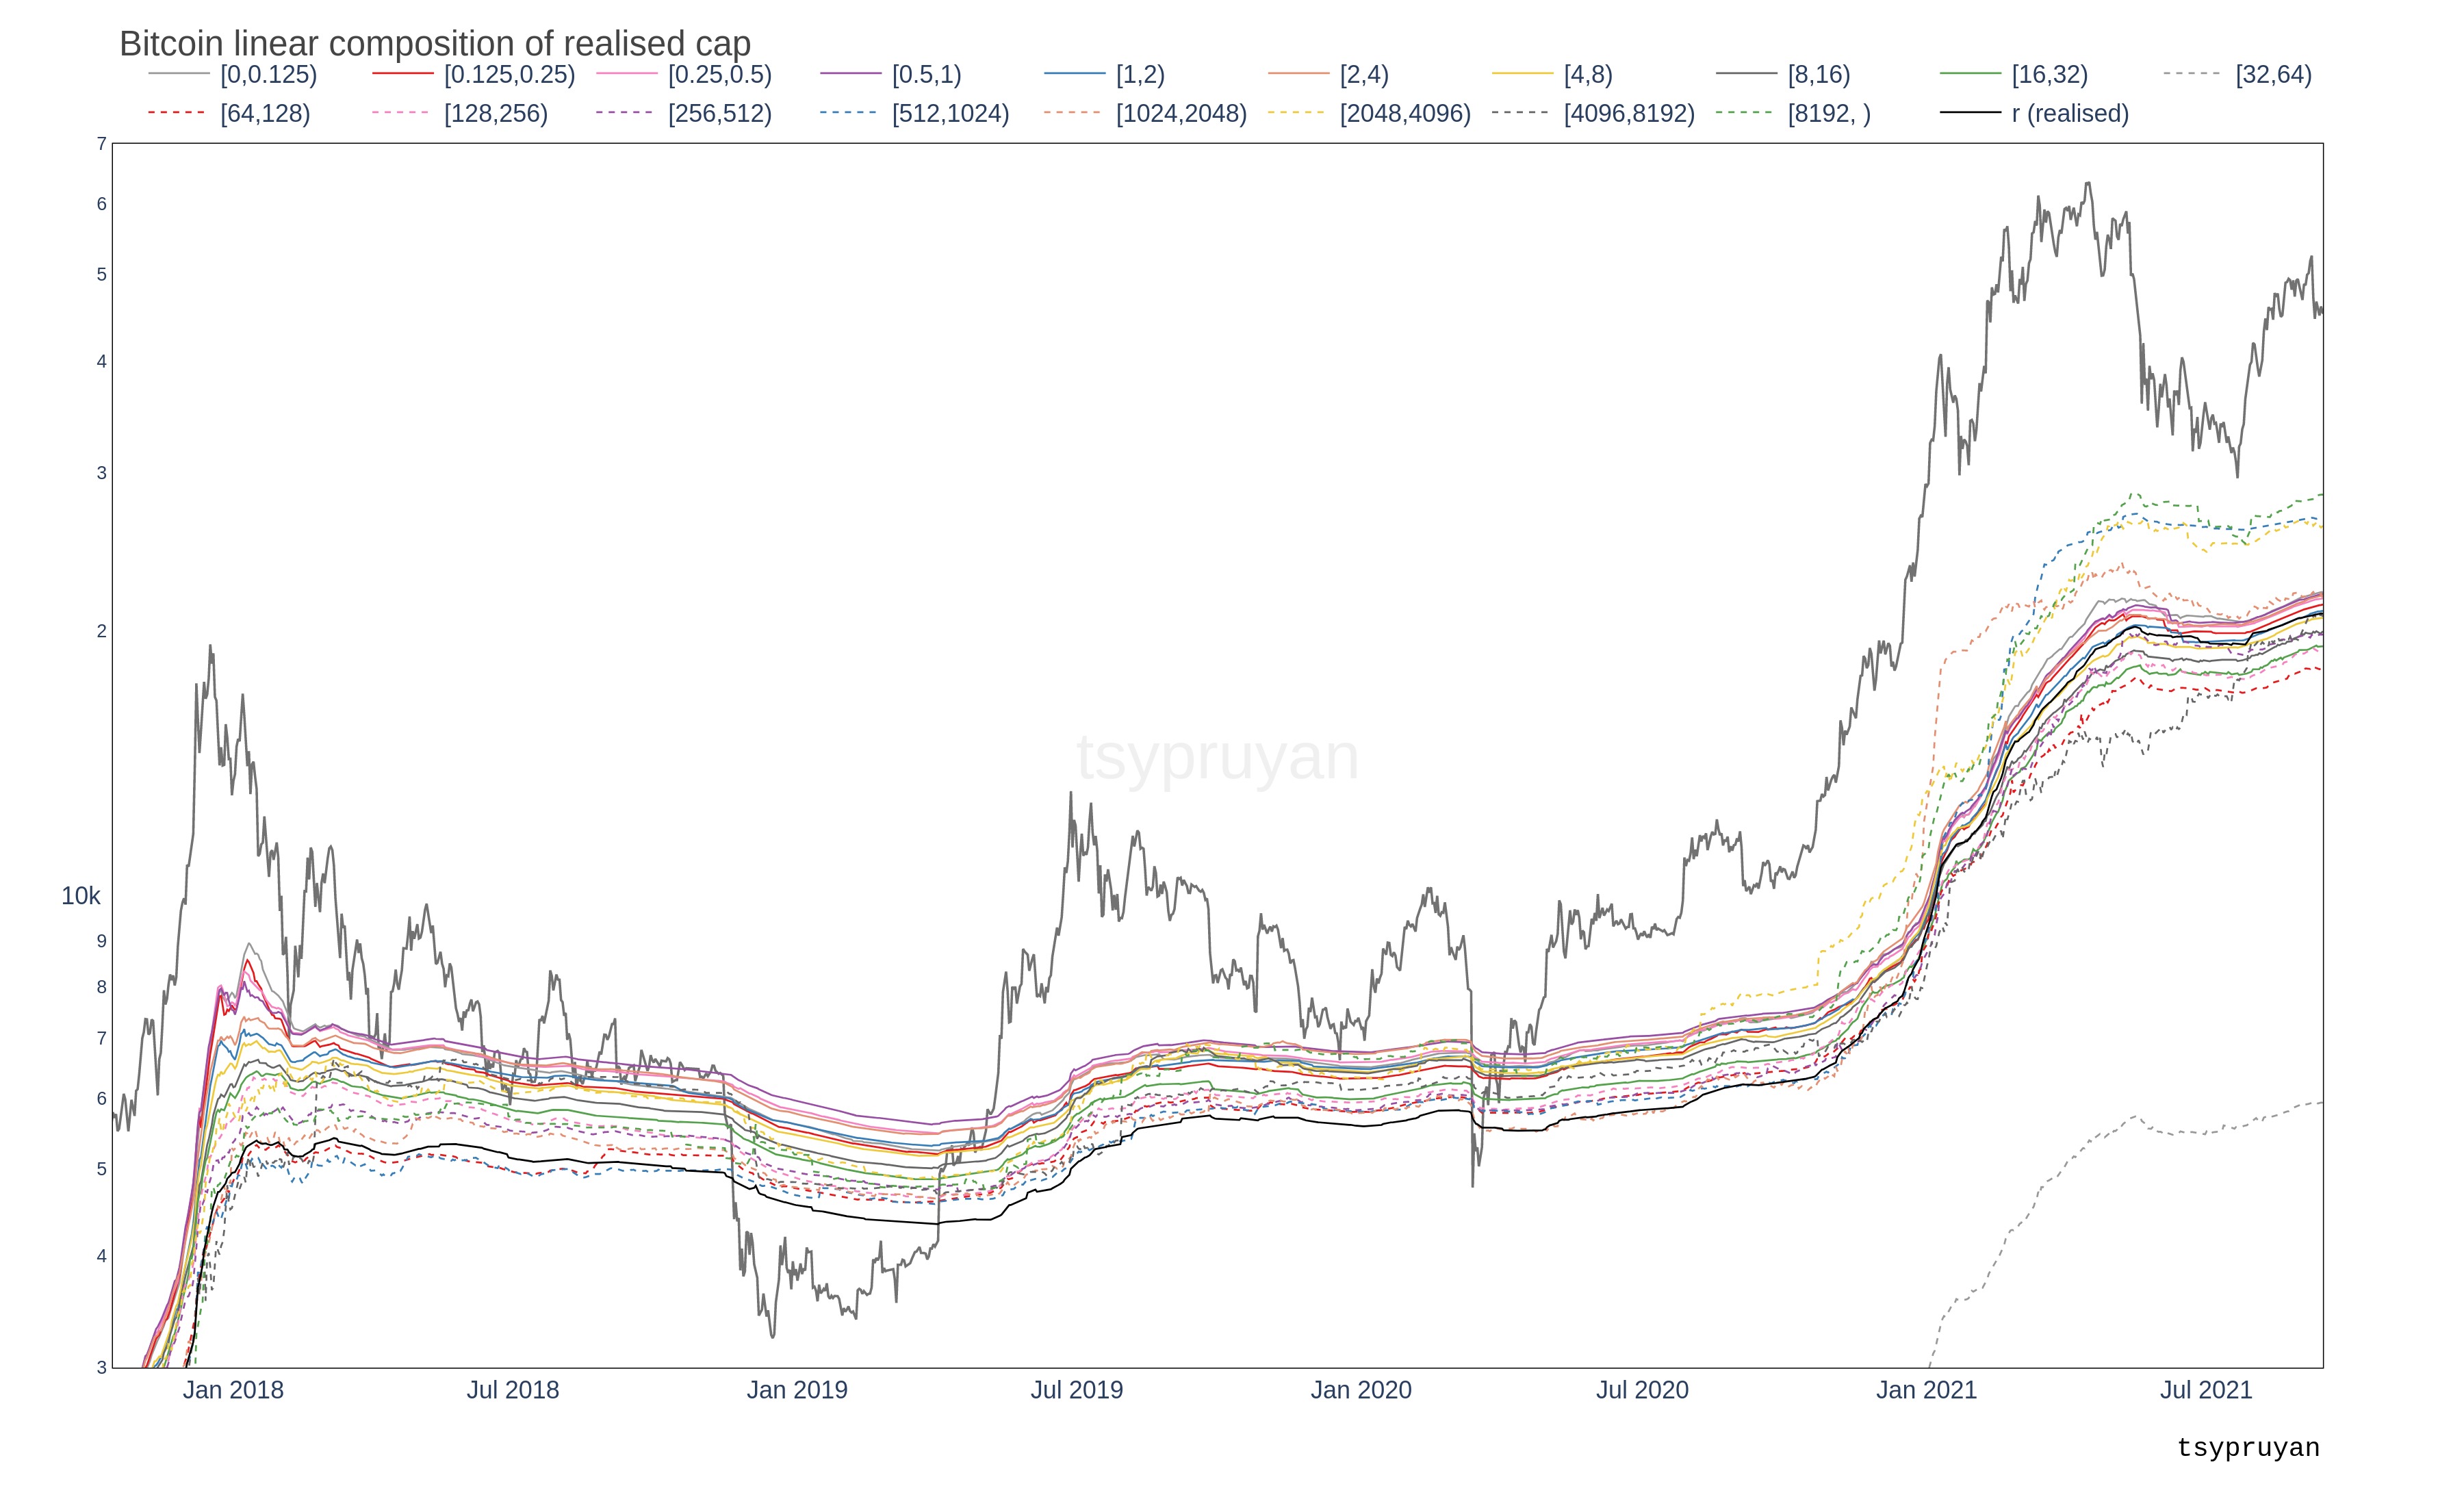 Bitcoin linear composition of realised cap
[0,0.125) [0.125,0.25) [0.25,0.5) [0.5,1) [1,2) [2,4) [4,8) [8,16) [16,32) [32,64)
[64,128) [128,256) [256,512) [512,1024) [1024,2048) [2048,4096) [4096,8192) [8192, ) r (realised)
7
6
5
4
3
2
tsypruyan
10k
9
8
7
6
5
4
3
Jan 2018 Jul 2018 Jan 2019 Jul 2019 Jan 2020 Jul 2020 Jan 2021 Jul 2021
tsypruyan